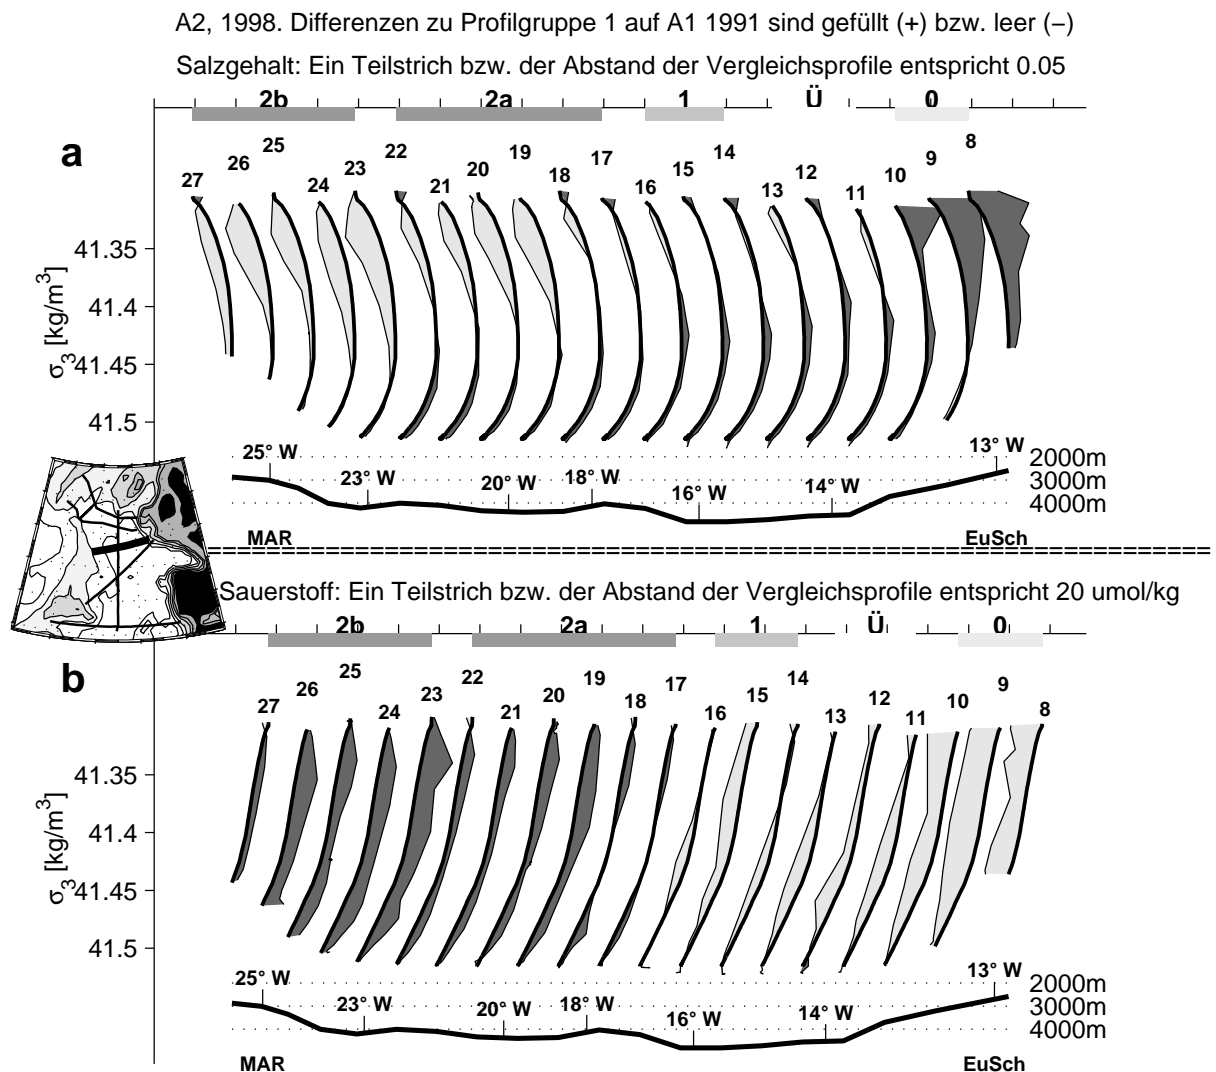 A2, 1998. Differenzen zu Profilgruppe 1 auf A1 1991 sind gefüllt (+) bzw. leer (−)
Salzgehalt: Ein Teilstrich bzw. der Abstand der Vergleichsprofile entspricht 0.05
2b 2a 1 Ü 0
a
27 26 25 24 23 22 21 20 19 18 17 16 15 14 13 12 11 10 9 8
σ3 [kg/m3]
41.35
41.4
41.45
41.5
25° W 23° W 20° W 18° W 16° W 14° W 13° W
2000m
3000m
4000m
MAR EuSch
Sauerstoff: Ein Teilstrich bzw. der Abstand der Vergleichsprofile entspricht 20 umol/kg
2b 2a 1 Ü 0
b
27 26 25 24 23 22 21 20 19 18 17 16 15 14 13 12 11 10 9 8
σ3 [kg/m3]
41.35
41.4
41.45
41.5
25° W 23° W 20° W 18° W 16° W 14° W 13° W
2000m
3000m
4000m
MAR EuSch